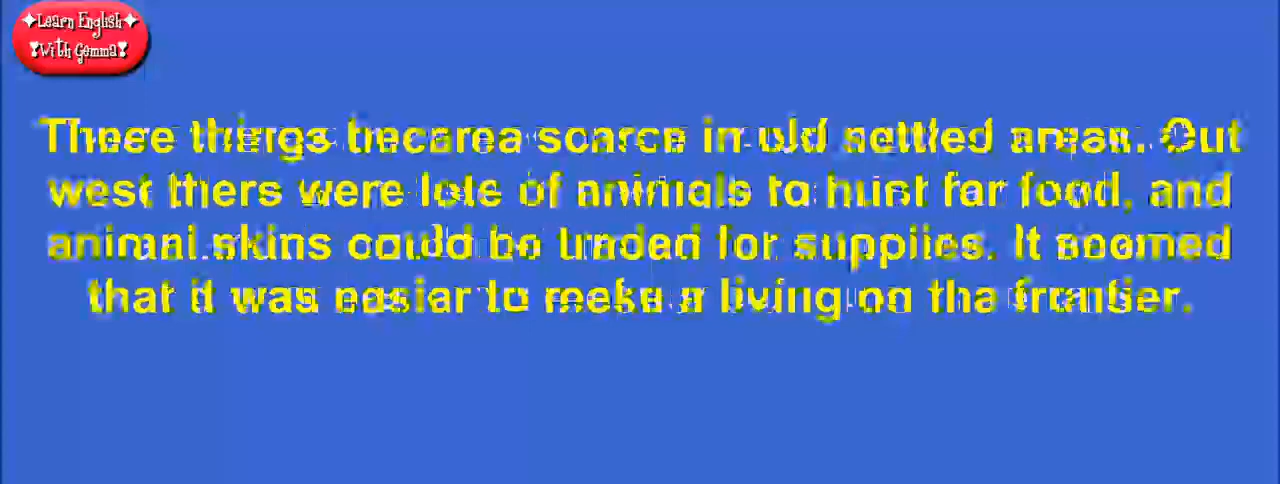 Learn English
With Gemma
These things became scarce in old settled areas. Out
west there were lots of animals to hunt for food, and
animal skins could be traded for supplies. It seemed
that it was easier to make a living on the frontier.